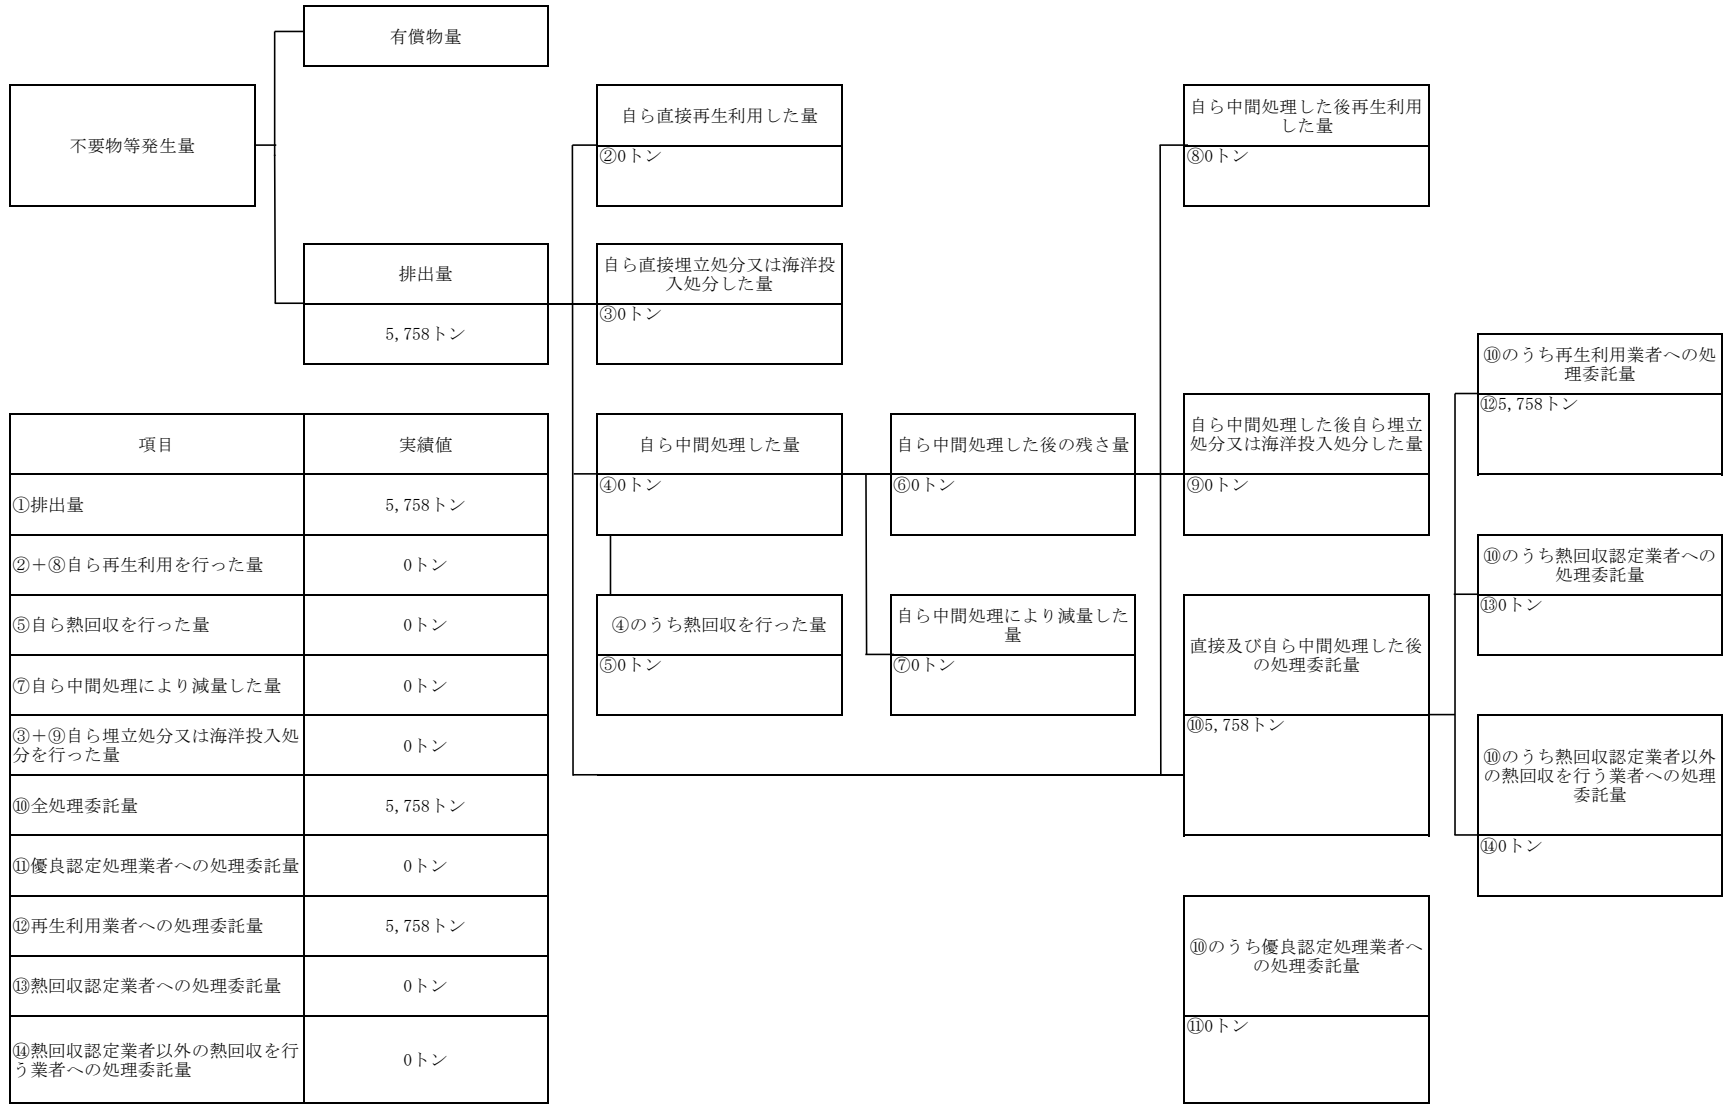 有償物量
不要物等発生量
排出量
5,758トン
自ら直接再生利用した量
②0トン
自ら直接埋立処分又は海洋投
入処分した量
③0トン
自ら中間処理した量
④0トン
④のうち熱回収を行った量
⑤0トン
自ら中間処理した後の残さ量
⑥0トン
自ら中間処理により減量した
量
⑦0トン
自ら中間処理した後再生利用
した量
⑧0トン
自ら中間処理した後自ら埋立
処分又は海洋投入処分した量
⑨0トン
直接及び自ら中間処理した後
の処理委託量
⑩5,758トン
⑩のうち優良認定処理業者へ
の処理委託量
⑪0トン
⑩のうち再生利用業者への処
理委託量
⑫5,758トン
⑩のうち熱回収認定業者への
処理委託量
⑬0トン
⑩のうち熱回収認定業者以外
の熱回収を行う業者への処理
委託量
⑭0トン
項目 実績値
①排出量 5,758トン
②＋⑧自ら再生利用を行った量 0トン
⑤自ら熱回収を行った量 0トン
⑦自ら中間処理により減量した量 0トン
③＋⑨自ら埋立処分又は海洋投入処
分を行った量 0トン
⑩全処理委託量 5,758トン
⑪優良認定処理業者への処理委託量 0トン
⑫再生利用業者への処理委託量 5,758トン
⑬熱回収認定業者への処理委託量 0トン
⑭熱回収認定業者以外の熱回収を行
う業者への処理委託量 0トン